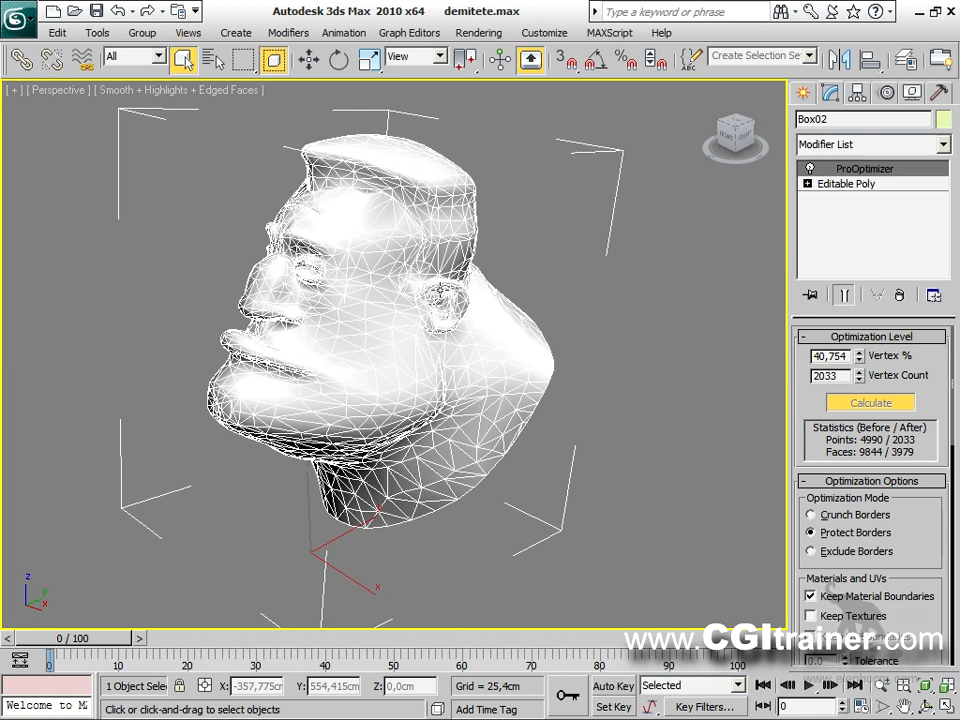 Autodesk 3ds Max 2010 x64
demitete.max
Type a keyword or phrase
Edit
Tools
Group
Views
Create
Modifiers
Animation
Graph Editors
Rendering
Customize
MAXScript
Help
All
View
Create Selection Se
[ + ] [ Perspective ] [ Smooth + Highlights + Edged Faces ]
Box02
Modifier List
ProOptimizer
Editable Poly
Optimization Level
40,754 Vertex %
2033 Vertex Count
Calculate
Statistics (Before / After)
Points: 4990 / 2033
Faces: 9844 / 3979
Optimization Options
Optimization Mode
Crunch Borders
Protect Borders
Exclude Borders
Materials and UVs
Keep Material Boundaries
Keep Textures
0.0 Tolerance
z
x
x
www.CGItrainer.com
0 / 100
0 10 20 30 40 50 60 70 80 90 100
1 Object Sele
X: -357,775cm
Y: 554,415cm
Z: 0,0cm
Grid = 25,4cm
Auto Key
Selected
Welcome to M
Click or click-and-drag to select objects
Add Time Tag
Set Key
Key Filters...
0